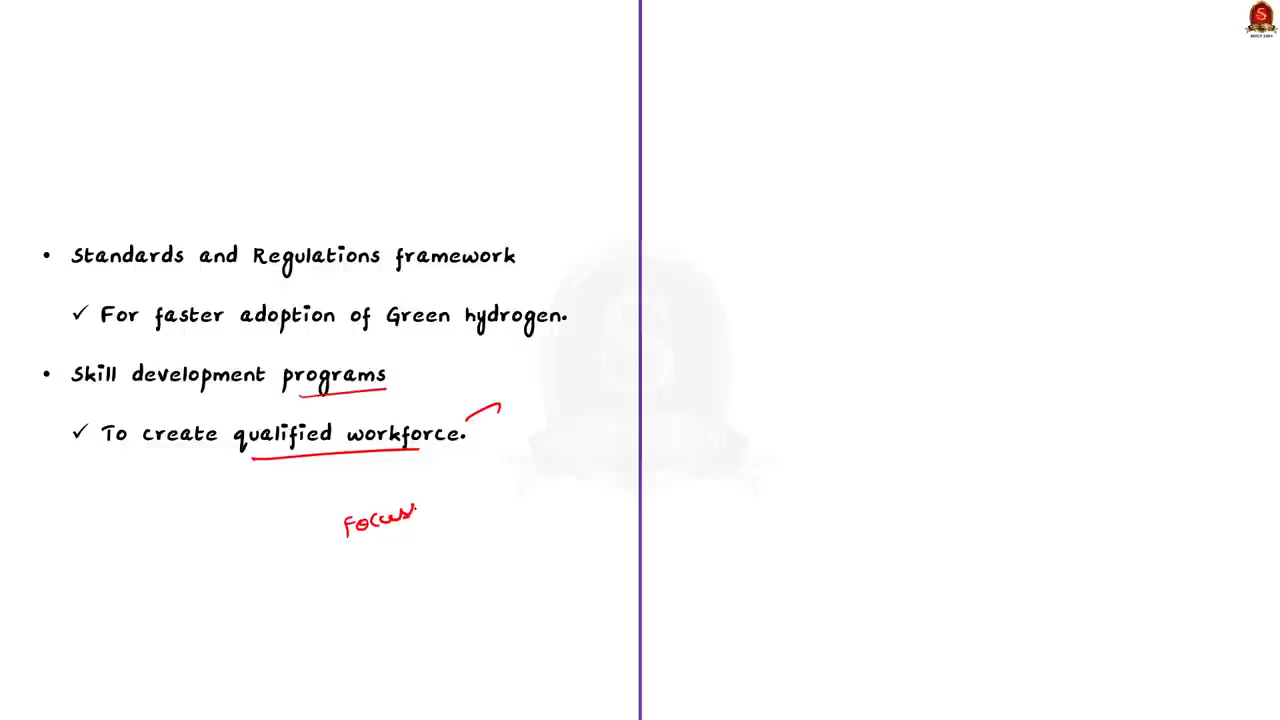 • Standards and Regulations framework
✓ For faster adoption of Green hydrogen.
• Skill development programs
✓ To create qualified workforce.
Focus